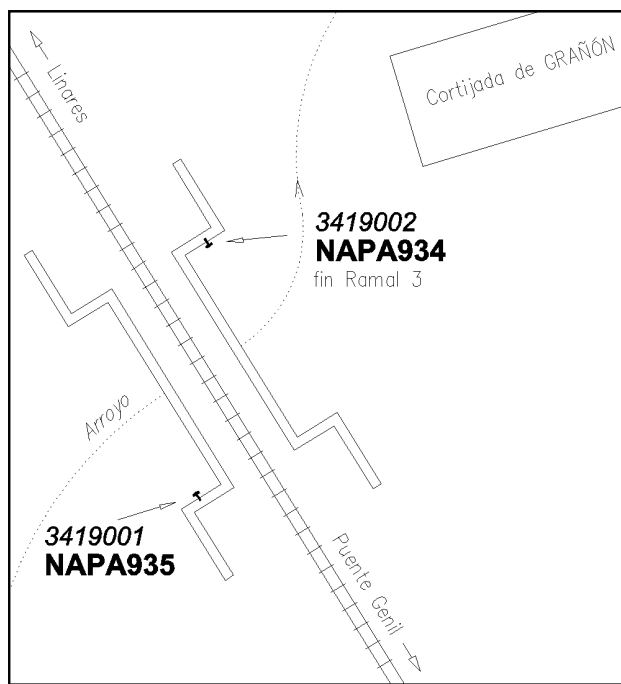 Linares
Cortijada de GRAÑÓN
3419002
NAPA934
fin Ramal 3
Arroyo
3419001
NAPA935
Puente Genil